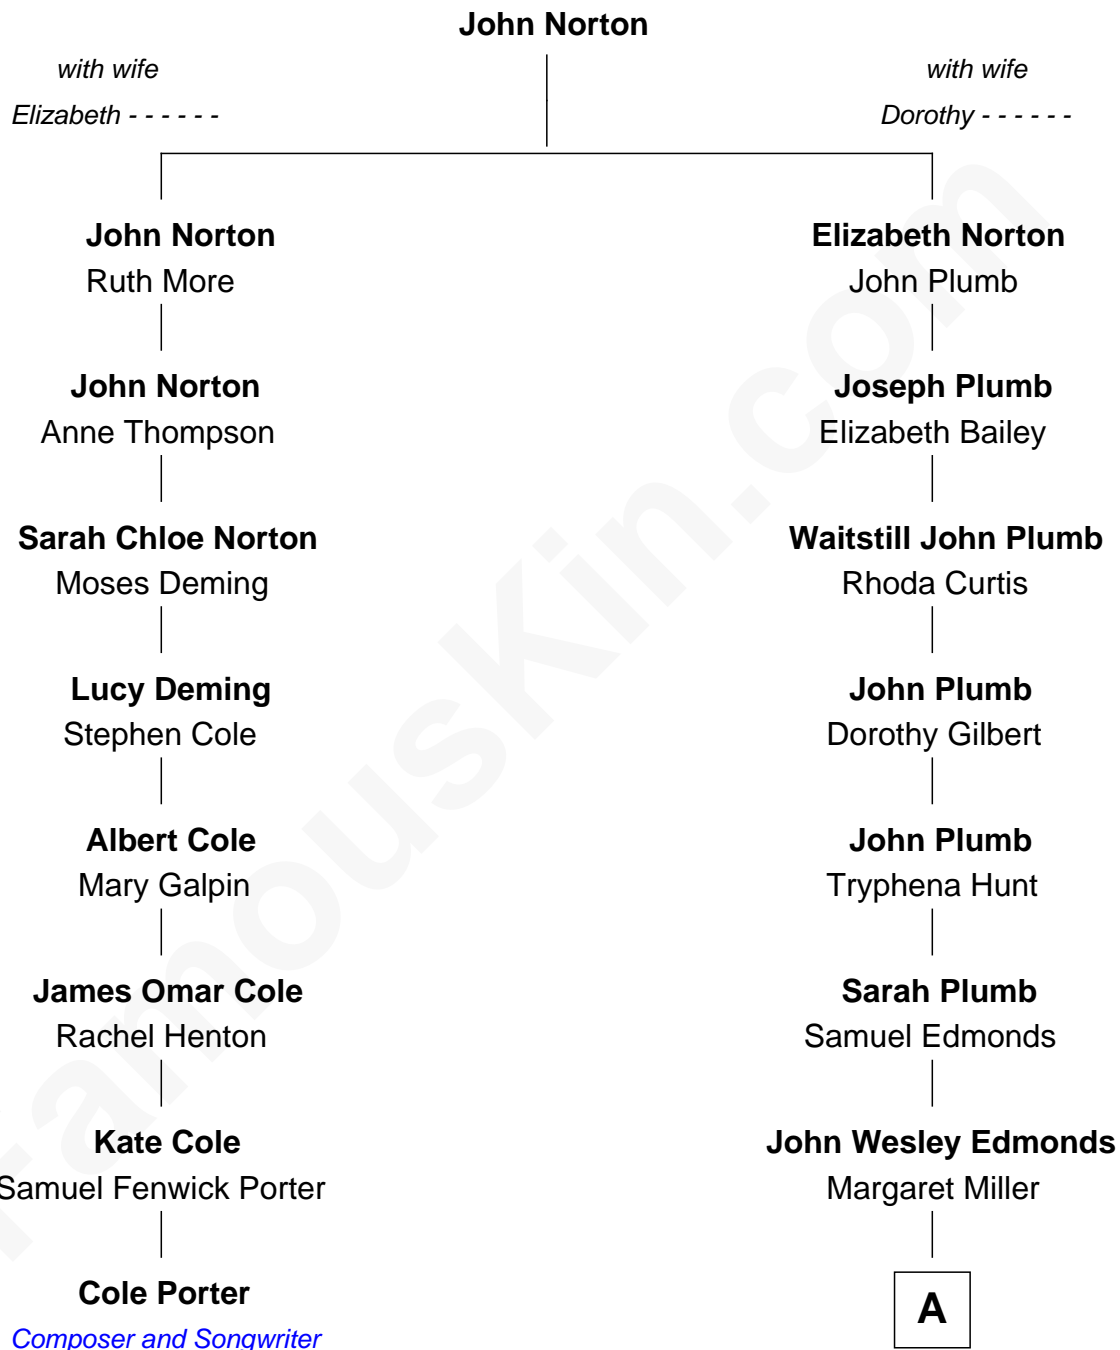 John Norton
with wife
Elizabeth - - - - - -
with wife
Dorothy - - - - - -
John Norton
Ruth More
Elizabeth Norton
John Plumb
John Norton
Anne Thompson
Joseph Plumb
Elizabeth Bailey
Sarah Chloe Norton
Moses Deming
Waitstill John Plumb
Rhoda Curtis
Lucy Deming
Stephen Cole
John Plumb
Dorothy Gilbert
Albert Cole
Mary Galpin
John Plumb
Tryphena Hunt
James Omar Cole
Rachel Henton
Sarah Plumb
Samuel Edmonds
Kate Cole
Samuel Fenwick Porter
John Wesley Edmonds
Margaret Miller
Cole Porter
Composer and Songwriter
A
FamousKin.com